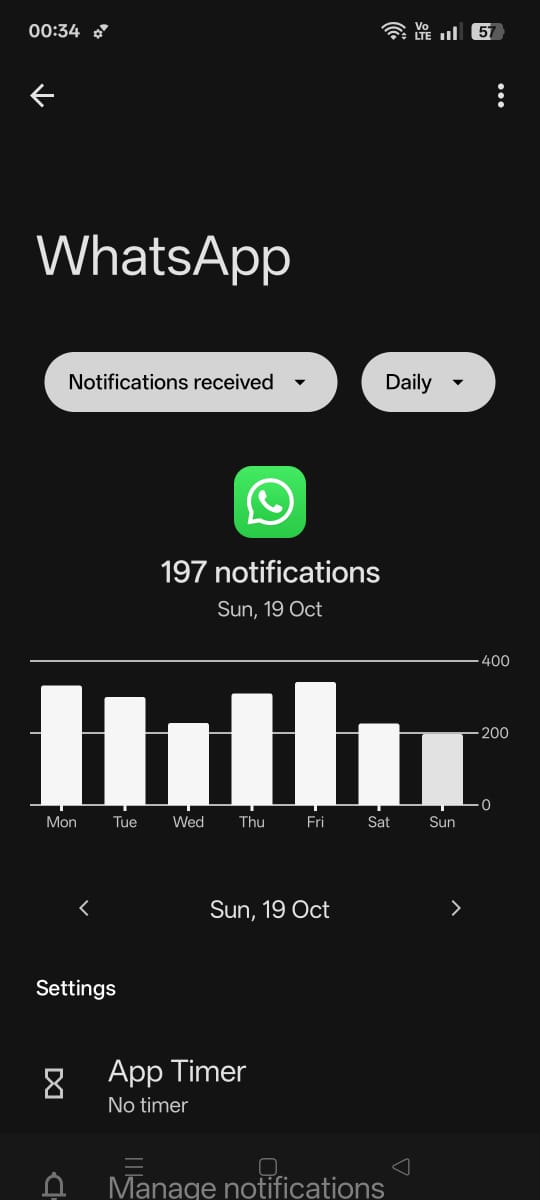 00:34
Vo
LTE
57
WhatsApp
Notifications received
Daily
197 notifications
Sun, 19 Oct
400
200
0
Mon Tue Wed Thu Fri Sat Sun
Sun, 19 Oct
Settings
App Timer
No timer
Manage notifications